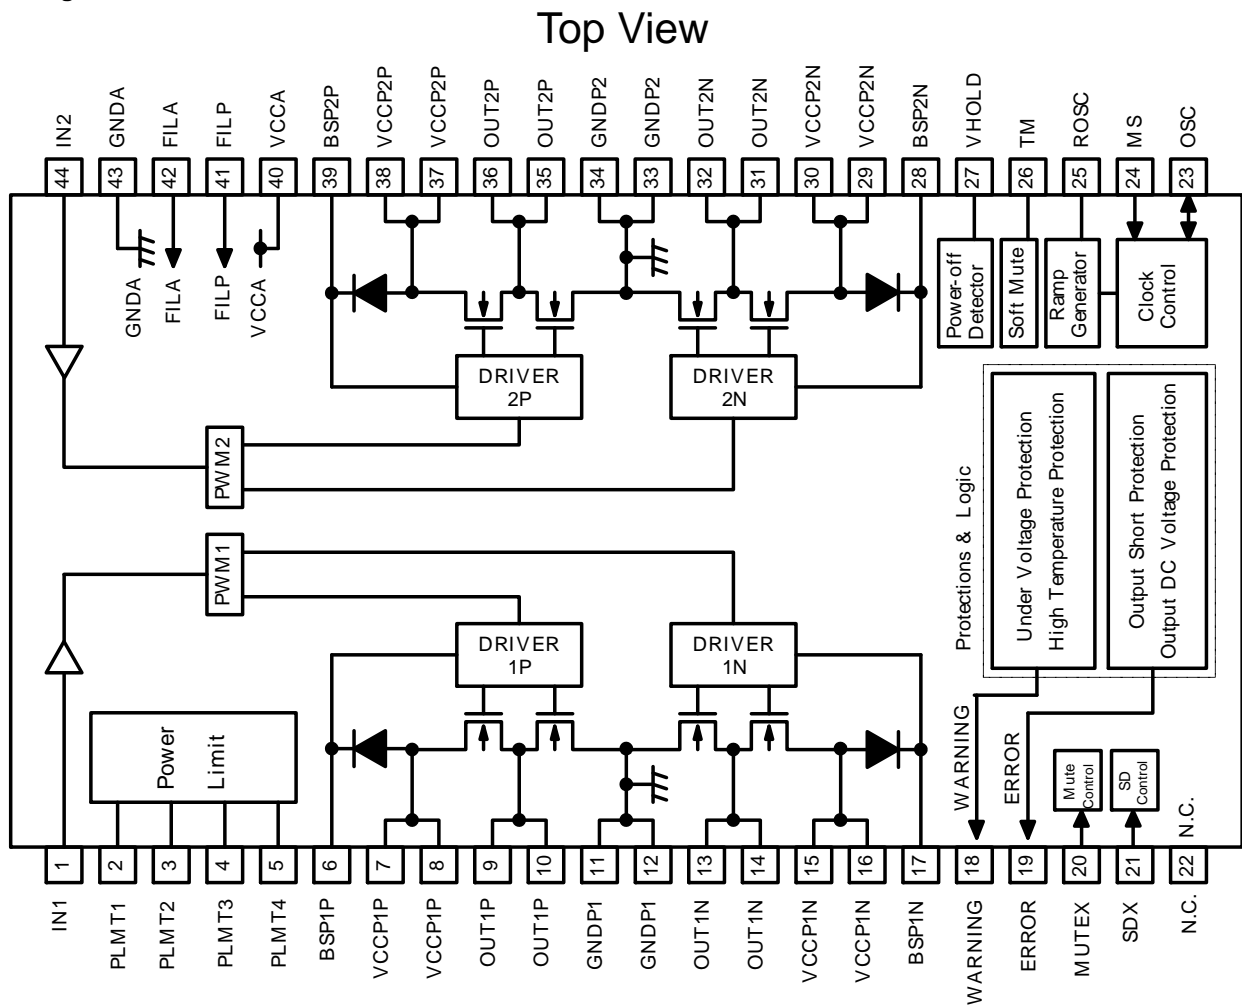 Top View
IN2
GNDA
FILA
FILP
VCCA
BSP2P
VCCP2P
VCCP2P
OUT2P
OUT2P
GNDP2
GNDP2
OUT2N
OUT2N
VCCP2N
VCCP2N
BSP2N
VHOLD
TM
ROSC
MS
OSC
44
43
42
41
40
39
38
37
36
35
34
33
32
31
30
29
28
27
26
25
24
23
GNDA
FILA
FILP
VCCA
Power-off
Detector
Soft Mute
Ramp
Generator
Clock
Control
DRIVER
2P
DRIVER
2N
PWM2
PWM1
DRIVER
1P
DRIVER
1N
Protections & Logic
Under Voltage Protection
High Temperature Protection
Output Short Protection
Output DC Voltage Protection
Power
Limit
WARNING
ERROR
Mute
Control
SD
Control
N.C.
1
2
3
4
5
6
7
8
9
10
11
12
13
14
15
16
17
18
19
20
21
22
IN1
PLMT1
PLMT2
PLMT3
PLMT4
BSP1P
VCCP1P
VCCP1P
OUT1P
OUT1P
GNDP1
GNDP1
OUT1N
OUT1N
VCCP1N
VCCP1N
BSP1N
WARNING
ERROR
MUTEX
SDX
N.C.